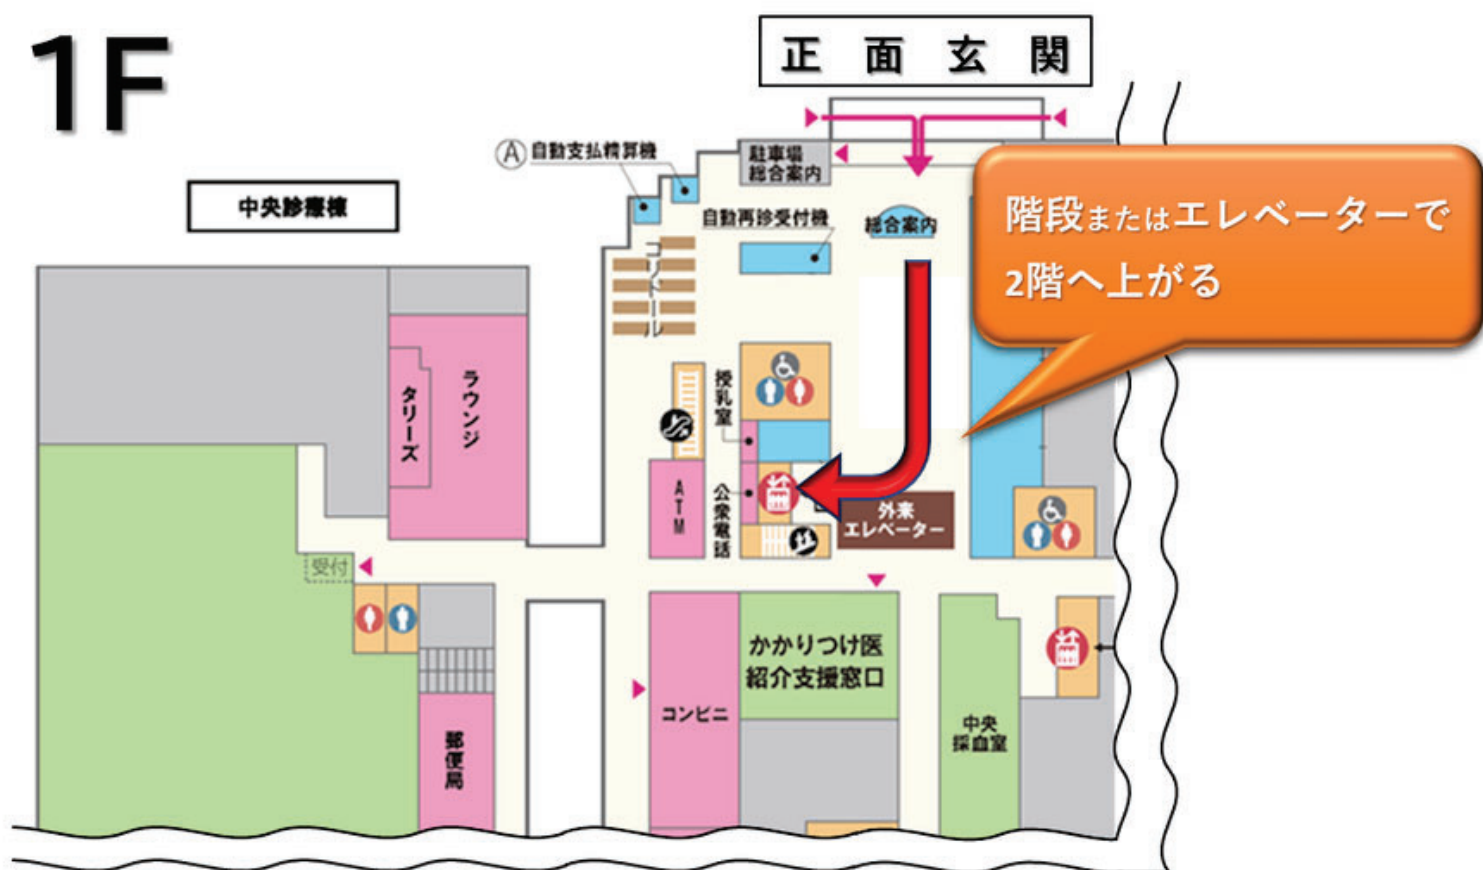 1F
正面玄関
Ⓐ自動支払精算機
駐車場
総合案内
中央診療棟
自動再診受付機
総合案内
階段またはエレベーターで
2階へ上がる
コリドール
ラウンジ
タリーズ
授乳室
ATM
公衆電話
外来
エレベーター
受付
かかりつけ医
紹介支援窓口
コンビニ
中央
採血室
郵便局